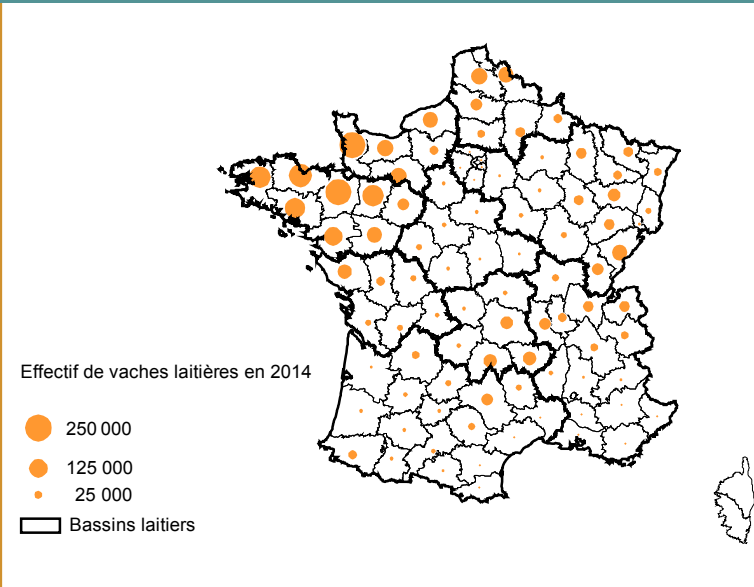 Effectif de vaches laitières en 2014
250 000
125 000
25 000
Bassins laitiers